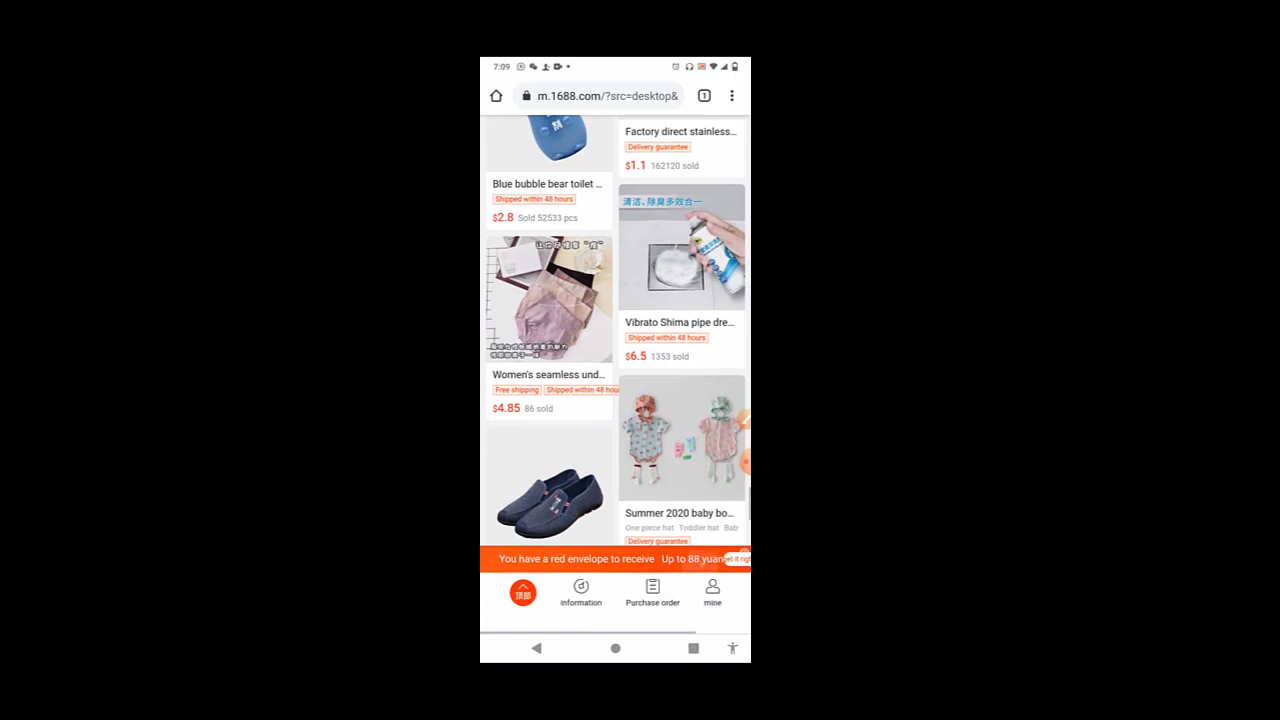 7:09
m.1688.com/?src=desktop&
1
Blue bubble bear toilet ...
Shipped within 48 hours
$2.8 Sold 52533 pcs
Women's seamless und...
Free shipping Shipped within 48 hou
$4.85 86 sold
Factory direct stainless...
Delivery guarantee
$1.1 162120 sold
清洁、除臭多效合一
Vibrato Shima pipe dre...
Shipped within 48 hours
$6.5 1353 sold
Summer 2020 baby bo...
One piece hat Toddler hat Bab
Delivery guarantee
You have a red envelope to receive Up to 88 yuan
顶部
information
Purchase order
mine